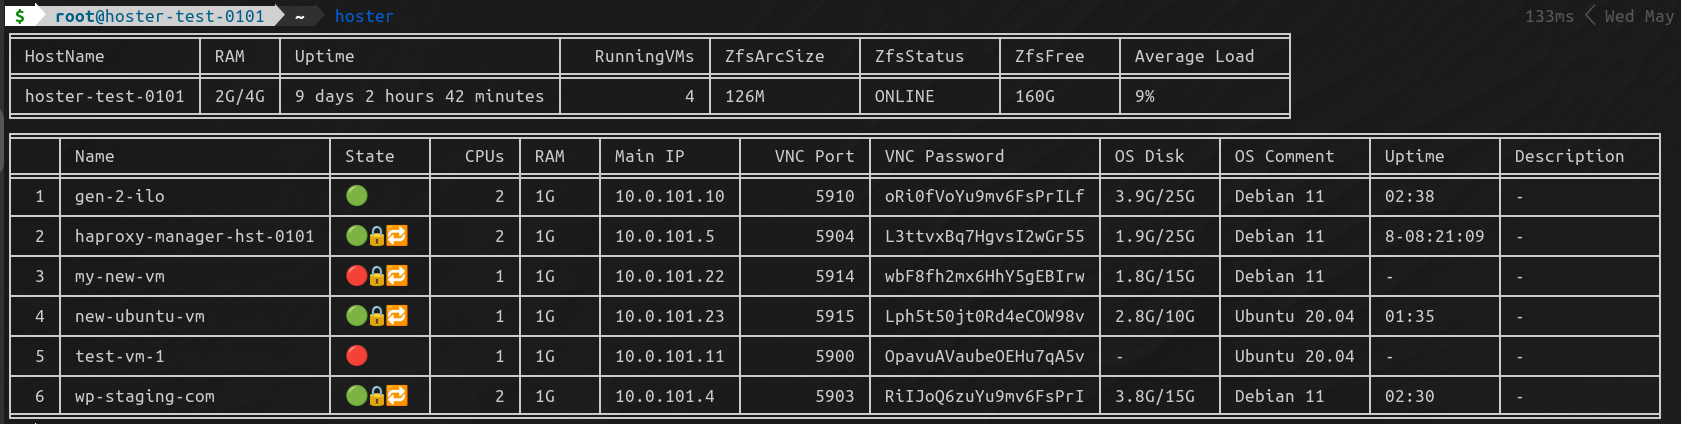 $ root@hoster-test-0101 ~ hoster 133ms Wed May
HostName RAM Uptime RunningVMs ZfsArcSize ZfsStatus ZfsFree Average Load
hoster-test-0101 2G/4G 9 days 2 hours 42 minutes 4 126M ONLINE 160G 9%
Name State CPUs RAM Main IP VNC Port VNC Password OS Disk OS Comment Uptime Description
1 gen-2-ilo 🟢 2 1G 10.0.101.10 5910 oRi0fVoYu9mv6FsPrILf 3.9G/25G Debian 11 02:38 -
2 haproxy-manager-hst-0101 🟢🔒🔁 2 1G 10.0.101.5 5904 L3ttvxBq7HgvsI2wGr55 1.9G/25G Debian 11 8-08:21:09 -
3 my-new-vm 🔴🔒🔁 1 1G 10.0.101.22 5914 wbF8fh2mx6HhY5gEBIrw 1.8G/15G Debian 11 - -
4 new-ubuntu-vm 🟢🔒🔁 1 1G 10.0.101.23 5915 Lph5t50jt0Rd4eCOW98v 2.8G/10G Ubuntu 20.04 01:35 -
5 test-vm-1 🔴 1 1G 10.0.101.11 5900 OpavuAVaubeOEHu7qA5v - Ubuntu 20.04 - -
6 wp-staging-com 🟢🔒🔁 2 1G 10.0.101.4 5903 RiIJoQ6zuYu9mv6FsPrI 3.8G/15G Debian 11 02:30 -